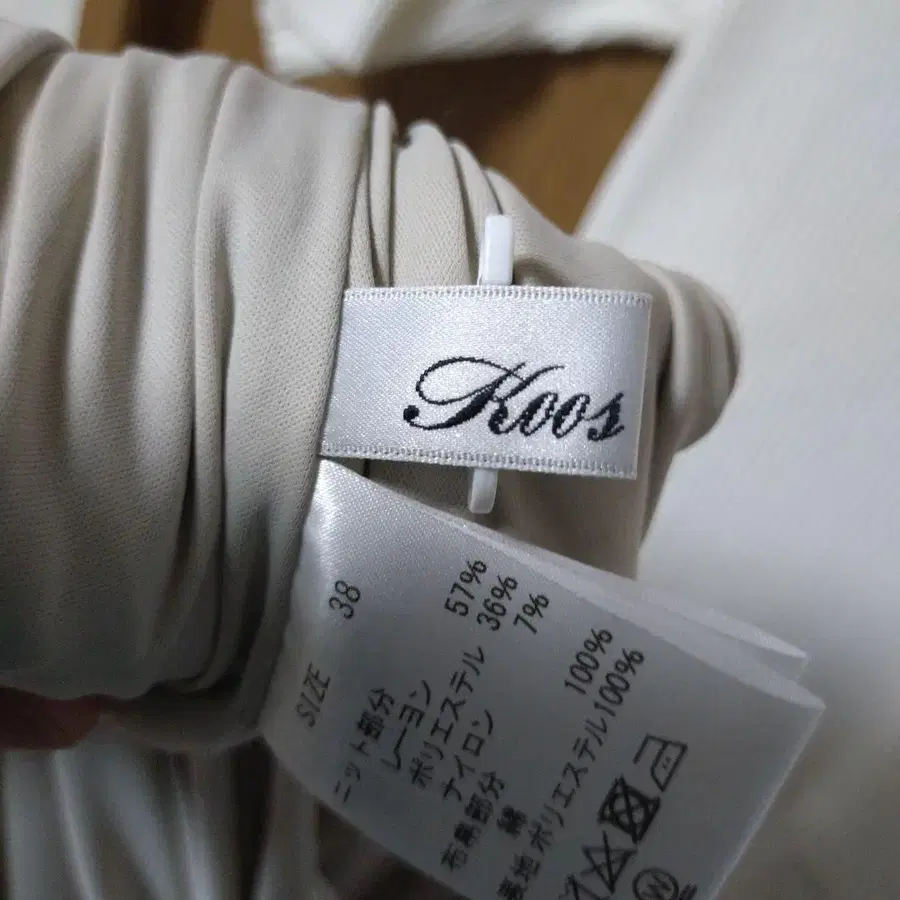 Koos
SIZE 38
ニット部分
レーヨン 57%
ポリエステル 36%
ナイロン 7%
布帛部分
綿 100%
裏地 ポリエステル100%
W